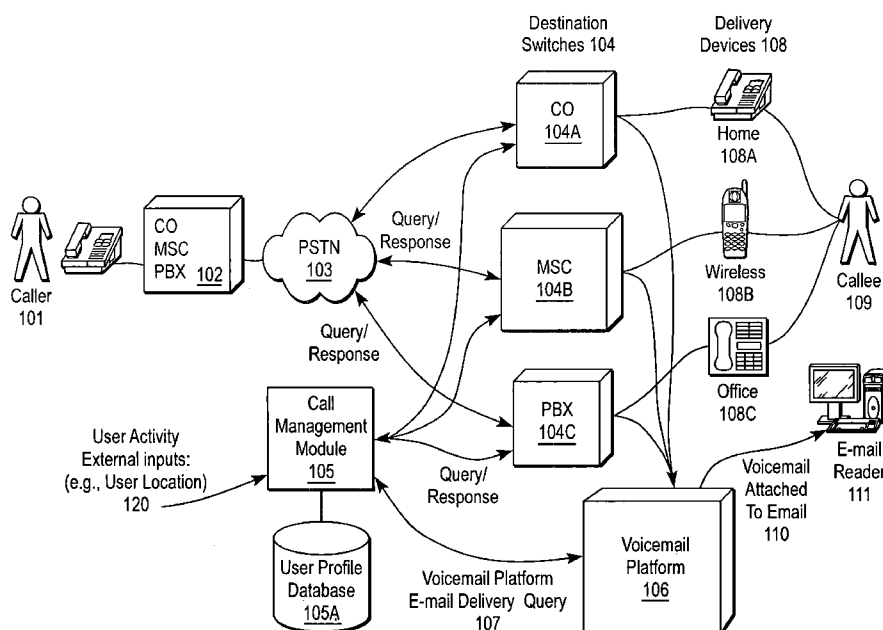 Destination
Switches 104
Delivery
Devices 108
CO
104A
Home
108A
Caller
101
CO
MSC
PBX 102
PSTN
103
Query/
Response
MSC
104B
Wireless
108B
Callee
109
Query/
Response
PBX
104C
Office
108C
E-mail
Reader
111
User Activity
External inputs:
(e.g., User Location)
120
Call
Management
Module
105
Query/
Response
Voicemail
Attached
To Email
110
User Profile
Database
105A
Voicemail Platform
E-mail Delivery Query
107
Voicemail
Platform
106